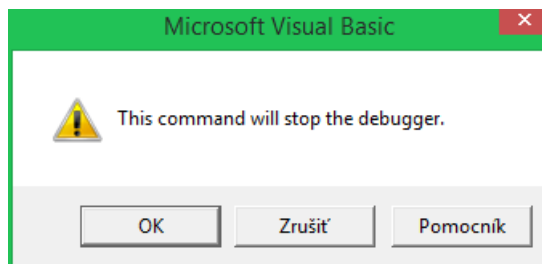 Microsoft Visual Basic
This command will stop the debugger.
OK Zrušiť Pomocník